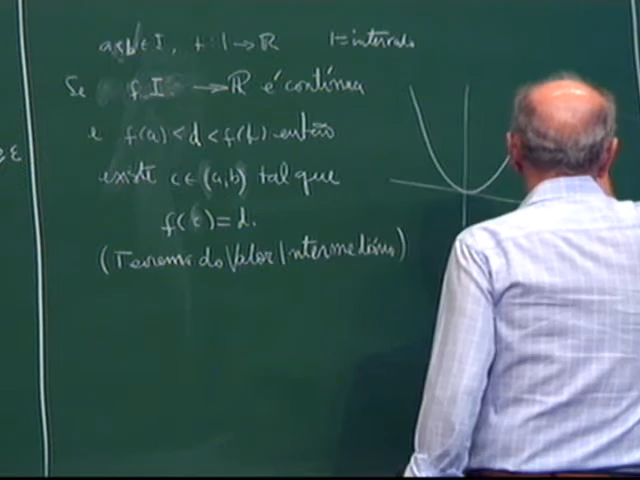 a<b∈I, f:I→R I=intervalo
Se f:I→R é contínua
e f(a)<d<f(b) então
existe c∈(a,b) tal que
f(c)=d.
(Teorema do Valor Intermediário)